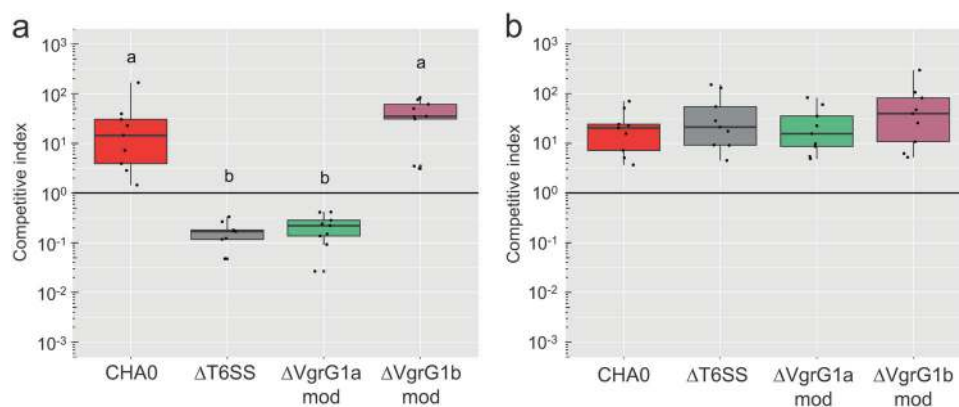 a
b
Competitive index
10³
10²
10¹
10⁰
10⁻¹
10⁻²
10⁻³
a
b
b
a
CHA0
ΔT6SS
ΔVgrG1a
mod
ΔVgrG1b
mod
Competitive index
10³
10²
10¹
10⁰
10⁻¹
10⁻²
10⁻³
CHA0
ΔT6SS
ΔVgrG1a
mod
ΔVgrG1b
mod